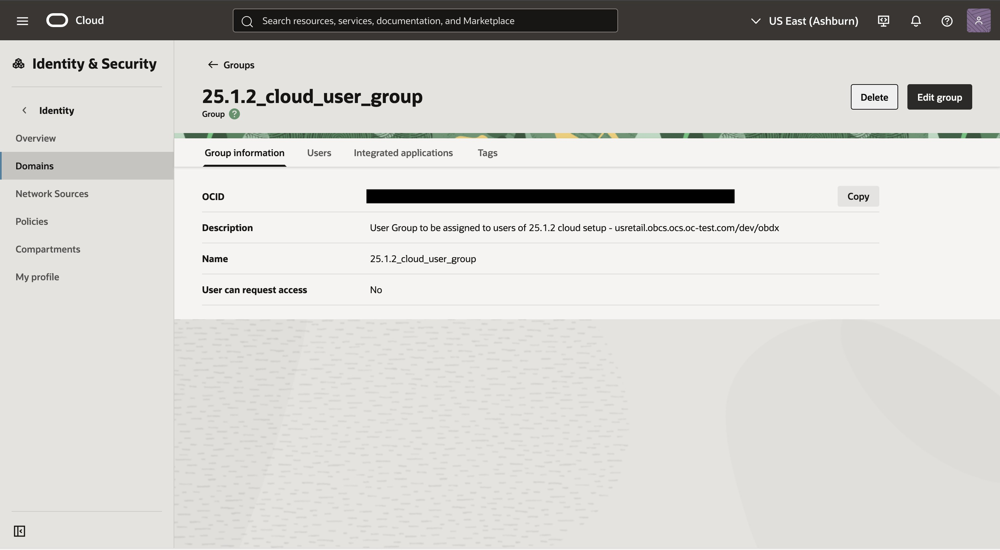 Cloud
Search resources, services, documentation, and Marketplace
US East (Ashburn)
Identity & Security
Identity
Overview
Domains
Network Sources
Policies
Compartments
My profile
Groups
25.1.2_cloud_user_group
Group ?
Delete
Edit group
Group information Users Integrated applications Tags
OCID Copy
Description User Group to be assigned to users of 25.1.2 cloud setup - usretail.obcs.ocs.oc-test.com/dev/obdx
Name 25.1.2_cloud_user_group
User can request access No